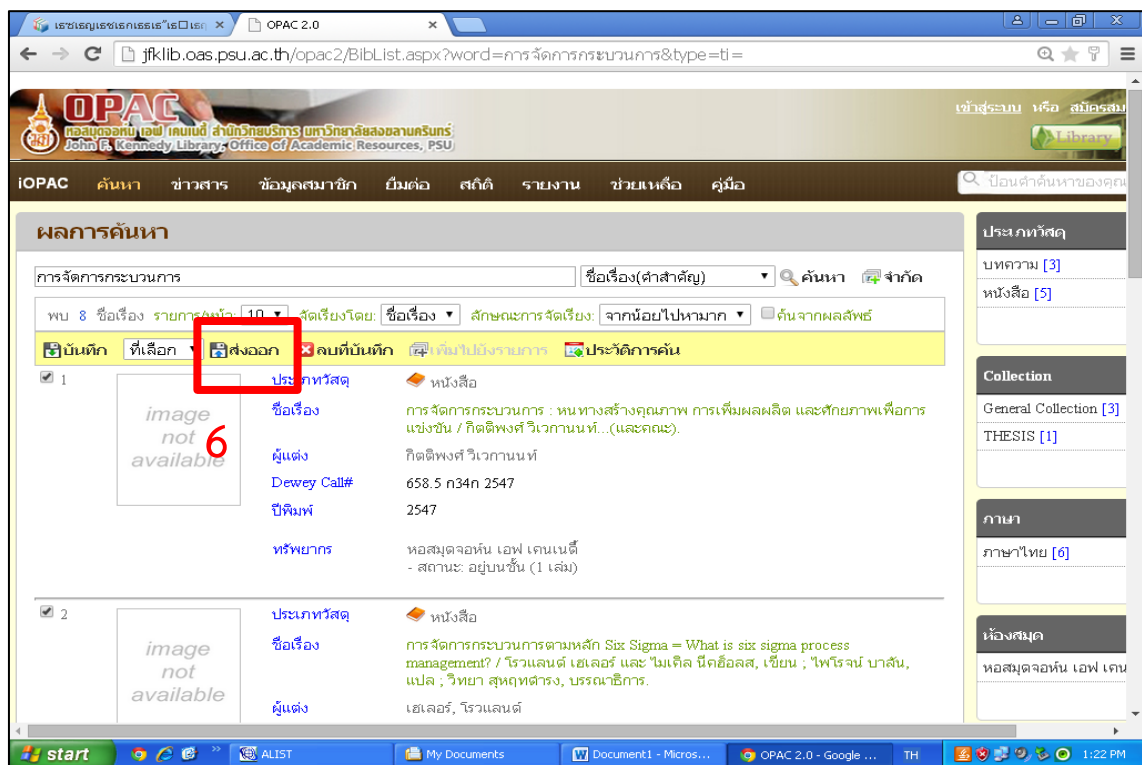 OPAC 2.0
jfklib.oas.psu.ac.th/opac2/BibList.aspx?word=การจัดการกระบวนการ&type=ti=
OPAC
หอสมุดจอห์น เอฟ เคนเนดี้ สำนักวิทยบริการ มหาวิทยาลัยสงขลานครินทร์
John F. Kennedy Library, Office of Academic Resources, PSU
เข้าสู่ระบบ หรือ สมัครสม
Library
iOPAC ค้นหา ข่าวสาร ข้อมูลสมาชิก ยืมต่อ สถิติ รายงาน ช่วยเหลือ คู่มือ
ป้อนคำค้นหาของคุณ
ผลการค้นหา
การจัดการกระบวนการ ชื่อเรื่อง(คำสำคัญ) ค้นหา จำกัด
พบ 8 ชื่อเรื่อง รายการ/หน้า: 10 จัดเรียงโดย: ชื่อเรื่อง ลักษณะการจัดเรียง: จากน้อยไปหามาก ค้นจากผลลัพธ์
บันทึก ที่เลือก ส่งออก ลบที่บันทึก เพิ่มไปยังรายการ ประวัติการค้น
6
1
image not available
ประเภทวัสดุ หนังสือ
ชื่อเรื่อง การจัดการกระบวนการ : หนทางสร้างคุณภาพ การเพิ่มผลผลิต และศักยภาพเพื่อการ
แข่งขัน / กิตติพงศ์ วิเวกานนท์...(และคณะ).
ผู้แต่ง กิตติพงศ์ วิเวกานนท์
Dewey Call# 658.5 ก34ก 2547
ปีพิมพ์ 2547
ทรัพยากร หอสมุดจอห์น เอฟ เคนเนดี้
- สถานะ: อยู่บนชั้น (1 เล่ม)
2
image not available
ประเภทวัสดุ หนังสือ
ชื่อเรื่อง การจัดการกระบวนการตามหลัก Six Sigma = What is six sigma process
management? / โรวแลนด์ เฮเลอร์ และ ไมเคิล นีคฮ็อลส, เขียน ; ไพโรจน์ บาลัน,
แปล ; วิทยา สุหฤทดำรง, บรรณาธิการ.
ผู้แต่ง เฮเลอร์, โรวแลนด์
ประเภทวัสดุ
บทความ [3]
หนังสือ [5]
Collection
General Collection [3]
THESIS [1]
ภาษา
ภาษาไทย [6]
ห้องสมุด
หอสมุดจอห์น เอฟ เคน
start ALIST My Documents Document1 - Micros... OPAC 2.0 - Google ... TH 1:22 PM